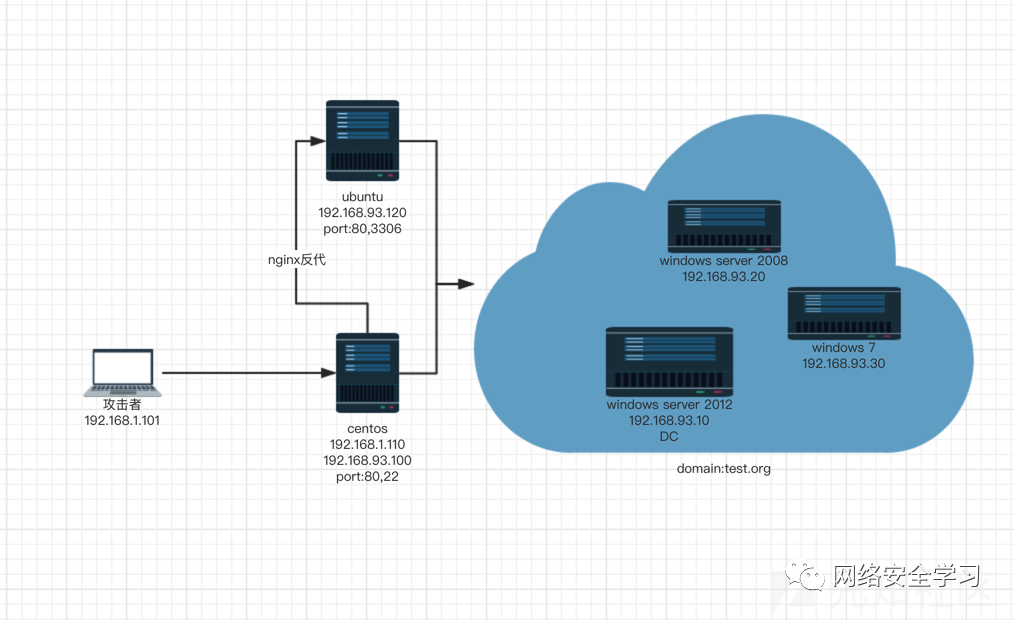 ubuntu
192.168.93.120
port:80,3306
nginx反代
攻击者
192.168.1.101
centos
192.168.1.110
192.168.93.100
port:80,22
windows server 2008
192.168.93.20
windows 7
192.168.93.30
windows server 2012
192.168.93.10
DC
domain:test.org
网络安全学习